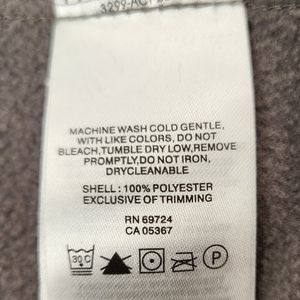 MACHINE WASH COLD GENTLE,
WITH LIKE COLORS, DO NOT
BLEACH,TUMBLE DRY LOW,REMOVE
PROMPTLY,DO NOT IRON,
DRYCLEANABLE
SHELL : 100% POLYESTER
EXCLUSIVE OF TRIMMING
RN 69724
CA 05367
30 C
P